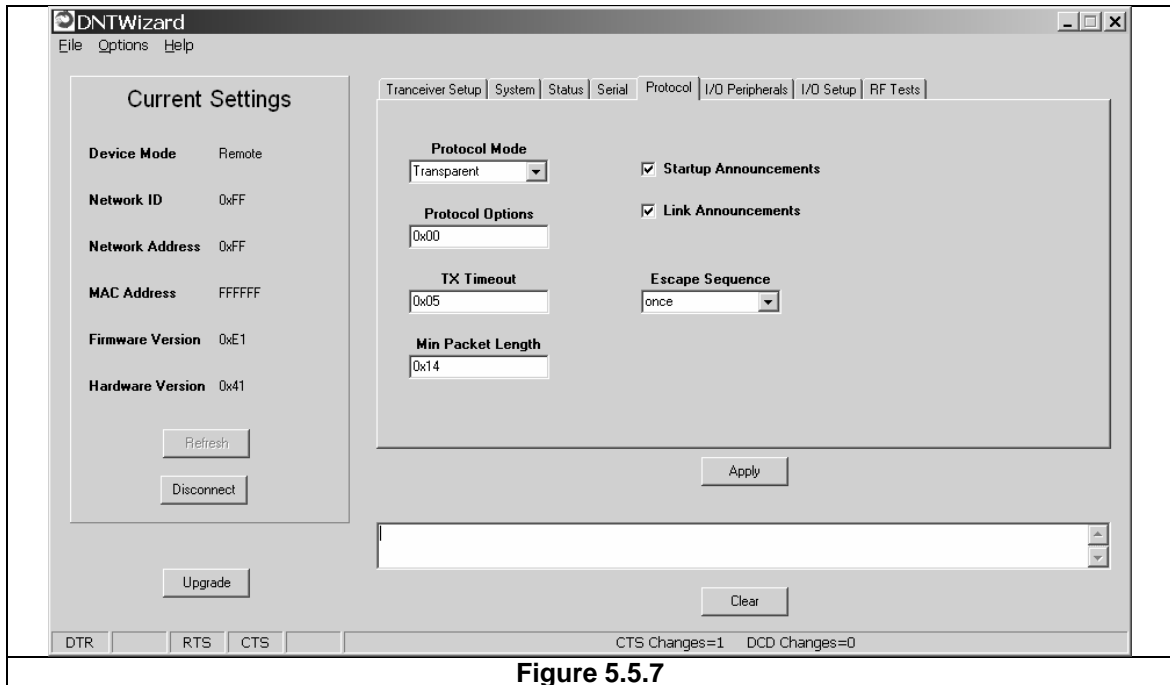 DNTWizard
File Options Help
Current Settings
Device Mode Remote
Network ID 0xFF
Network Address 0xFF
MAC Address FFFFFF
Firmware Version 0xE1
Hardware Version 0x41
Refresh
Disconnect
Upgrade
Tranceiver Setup System Status Serial Protocol I/O Peripherals I/O Setup RF Tests
Protocol Mode
Transparent
Startup Announcements
Protocol Options
0x00
Link Announcements
TX Timeout
0x05
Escape Sequence
once
Min Packet Length
0x14
Apply
Clear
DTR RTS CTS CTS Changes=1 DCD Changes=0
Figure 5.5.7